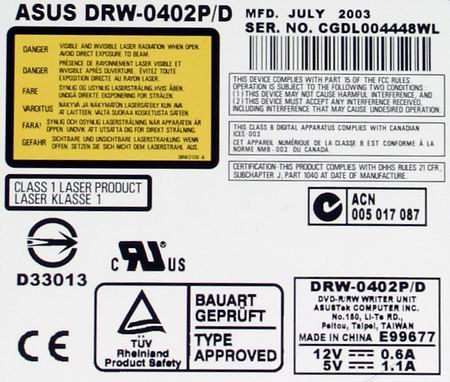 ASUS DRW-0402P/D
MFD. JULY 2003
SER. NO. CGDL004448WL
DANGER VISIBLE AND INVISIBLE LASER RADIATION WHEN OPEN.
AVOID DIRECT EXPOSURE TO BEAM.
DANGER PRÉSENCE DE RAYONNEMENT LASER VISIBLE ET
INVISIBLE APRÈS OUVERTURE. ÉVITEZ TOUTE
EXPOSITION DIRECTE AU RAYONNEMENT LASER.
FARE SYNLIG OG USYNLIG LASERSTRÅLING HVIS ÅBEN.
UNDGÅ DIREKTE EKSPONERING FOR STRÅLING.
VAROITUS NÄKYVÄ JA NÄKYMÄTÖN LASERSÄTEILY KUN AVA
AT LAITTEEN VÄLTÄ SUORAA KOSKETUSTA SÄTEEN
FARA! SYNLIG OCH OSYNLIG LASERSTRÅLNING NÄR APPARATEN ÄR
ÖPPEN UNDVIK ATT UTSÄTTA DIG FÖR DIREKT STRÅLNING.
GEFAHR SICHTBARE UND UNSICHTBARE LASERSTRAHLEN WENN
OFFEN. SETZEN SIE SICH NICHT DEM LASERSTRAHL AUS.
CLASS 1 LASER PRODUCT
LASER KLASSE 1
THIS DEVICE COMPLIES WITH PART 15 OF THE FCC RULES.
OPERATION IS SUBJECT TO THE FOLLOWING TWO CONDITIONS
(1) THIS DEVICE MAY NOT CAUSE HARMFUL INTERFERENCE, AND
(2) THIS DEVICE MUST ACCEPT ANY INTERFERENCE RECEIVED,
INCLUDING INTERFERENCE THAT MAY CAUSE UNDESIRED OPERATION.
THIS CLASS B DIGITAL APPARATUS COMPLIES WITH CANADIAN
ICES 003.
CET APPAREIL NUMÉRIQUE DE LA CLASSE B EST CONFORME À LA
NORME NMB-003 DU CANADA.
CERTIFICATION-THIS PRODUCT COMPLIES WITH DHHS RULES 21 CFR,
SUBCHAPTER J, PART 1040 AT DATE OF MANUFACTURE.
ACN
005 017 087
D33013
C RU US
CE
TÜV
Rheinland
Product Safety
BAUART
GEPRÜFT
TYPE
APPROVED
DRW-0402P/D
DVD-R/RW WRITER UNIT
ASUSTek COMPUTER INC.
No.150, Li-Te RD.,
Peitou, Taipei, TAIWAN
MADE IN CHINA E99677
12V 0.6A
5V 1.1A